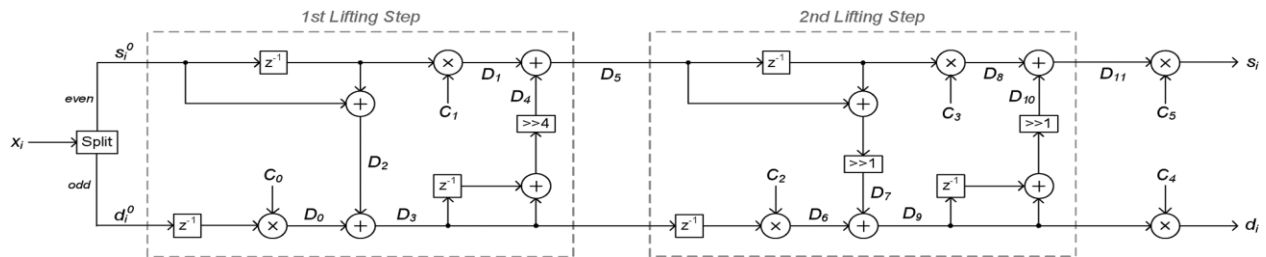 1st Lifting Step
2nd Lifting Step
s_i^0
z^-1
D_1
D_5
z^-1
D_8
D_11
s_i
D_4
D_10
even
C_1
C_3
C_5
>>4
>>1
x_i
Split
D_2
>>1
odd
C_0
z^-1
C_2
D_7
z^-1
C_4
d_i^0
z^-1
D_0
D_3
z^-1
D_6
D_9
d_i